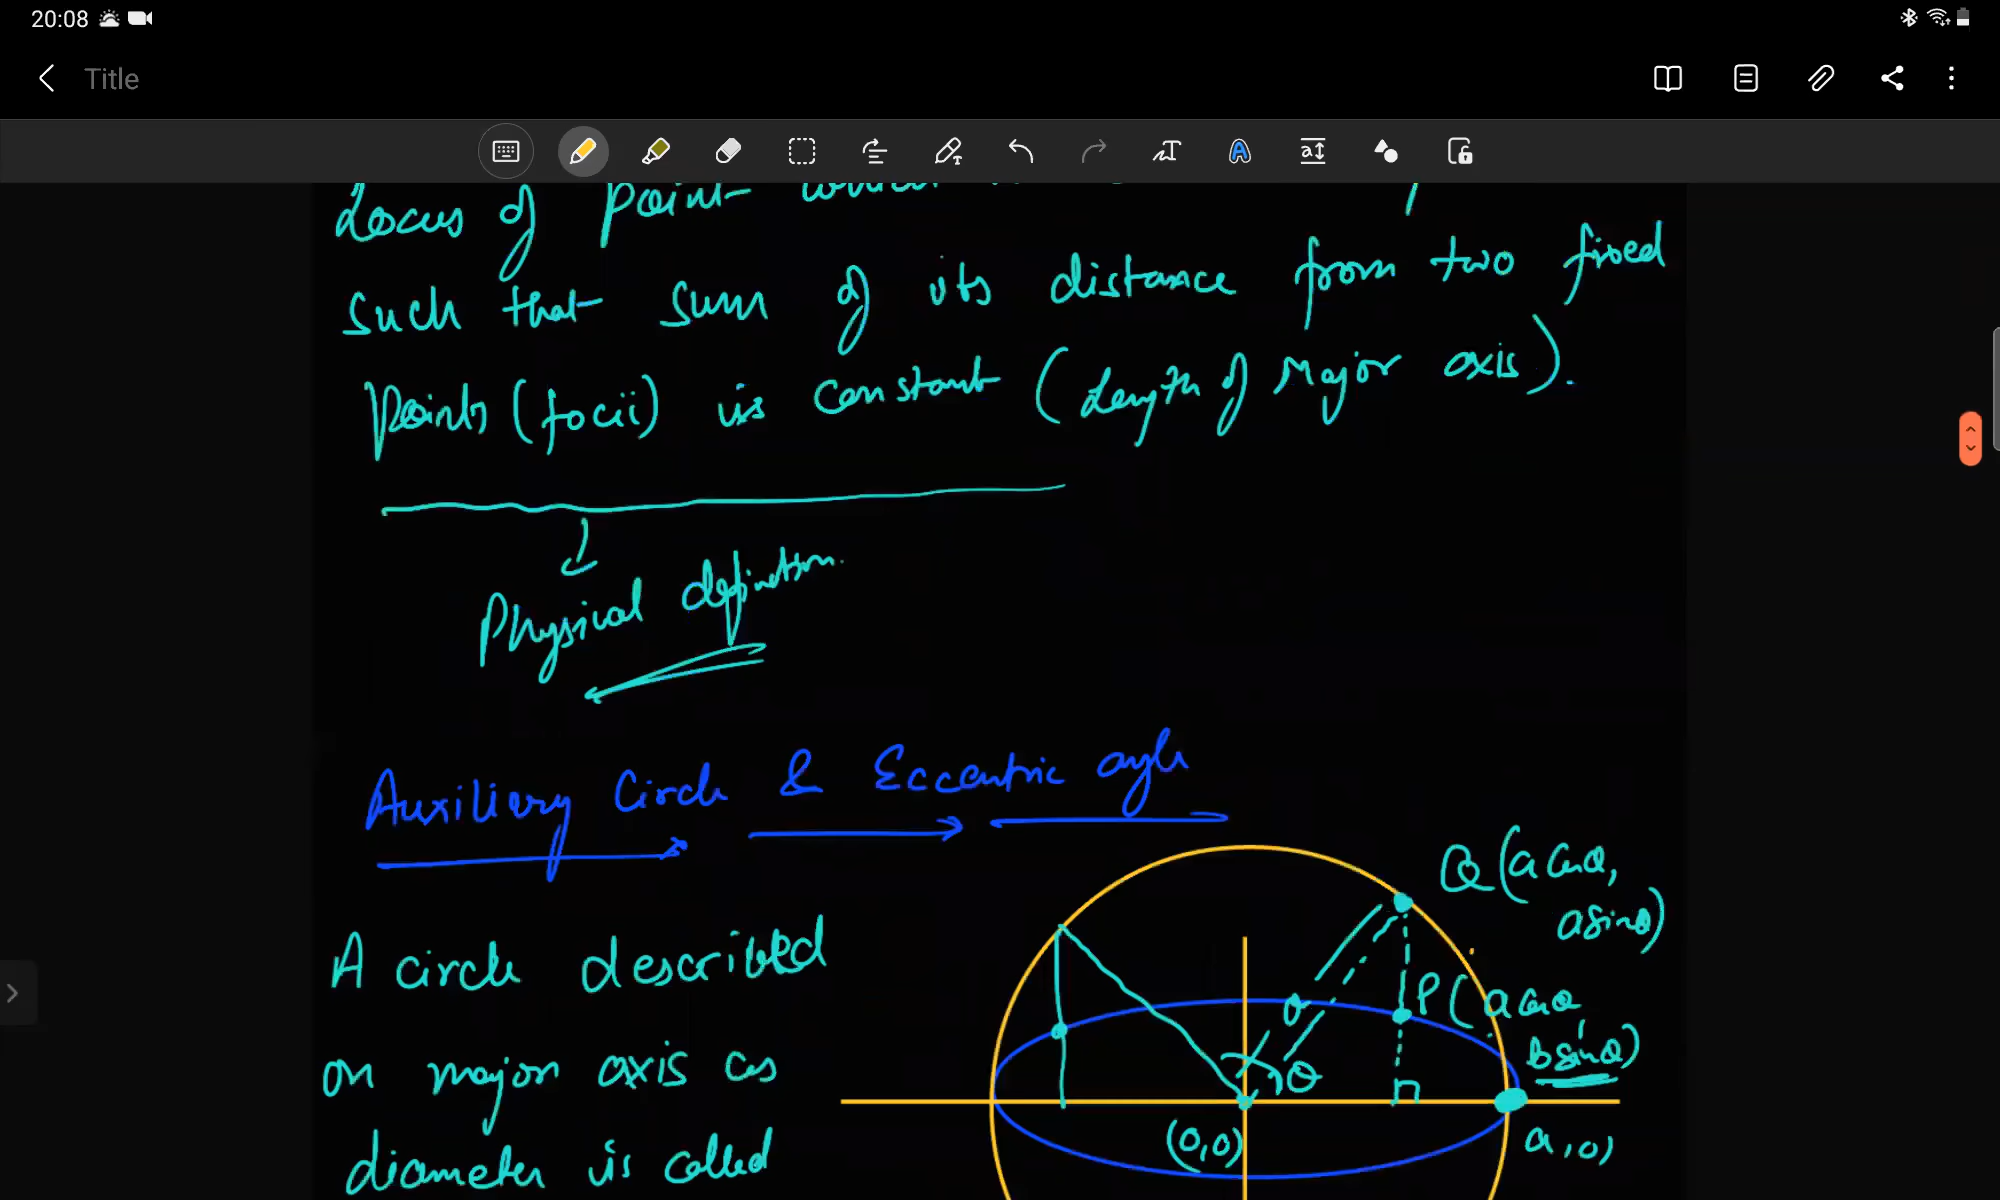 20:08
Title
Locus of point
such that sum of its distance from two fixed
points (focii) is constant (Length of Major axis).
Physical definition.
Auxiliary Circle & Eccentric angle
Q (a cosθ,
a sinθ)
A circle described
P (a cosθ,
b sinθ)
on major axis as
θ
(0,0)
a,0)
diameter is called